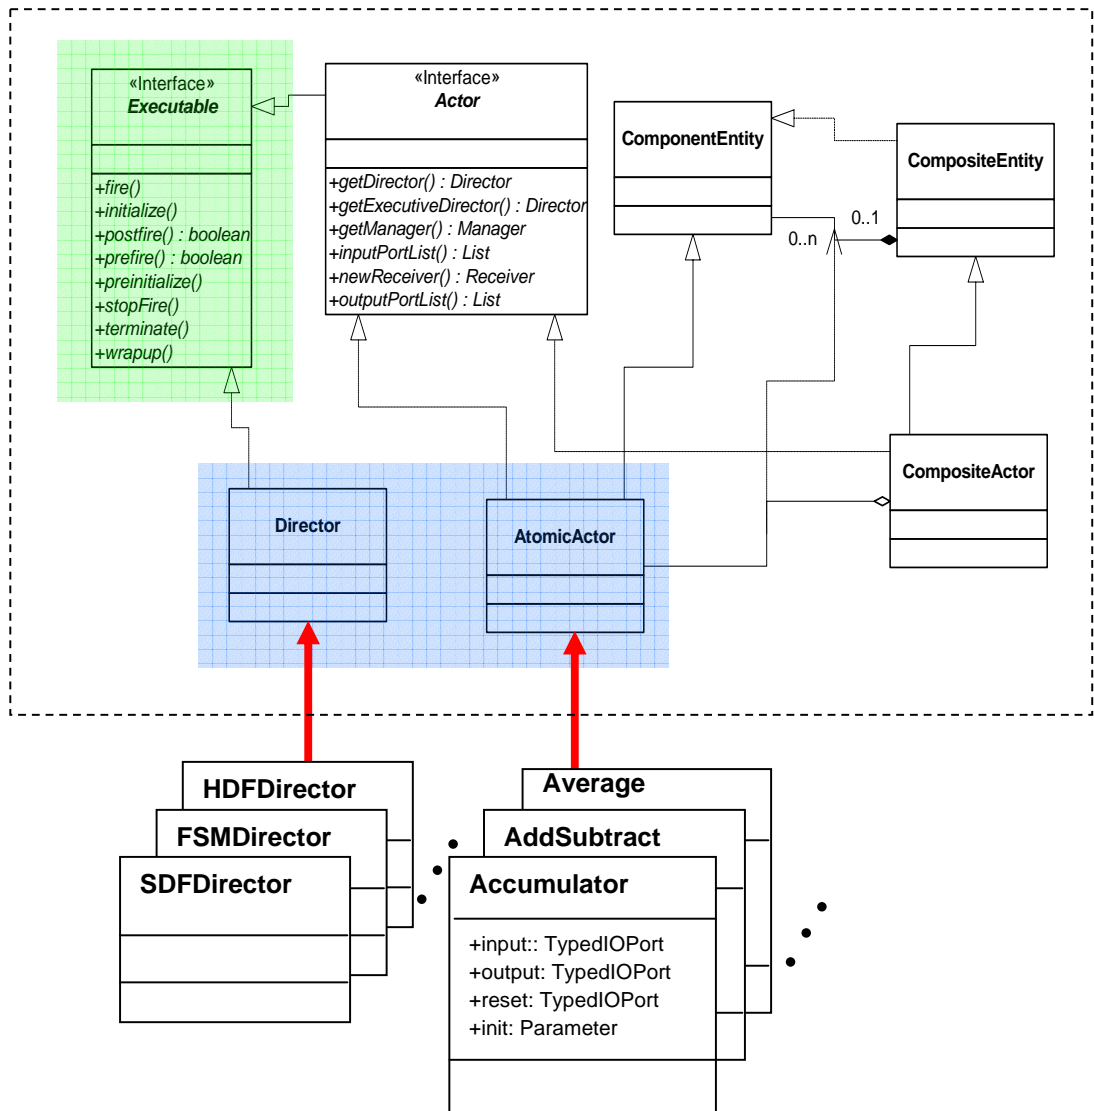 «Interface»
Executable
+fire()
+initialize()
+postfire() : boolean
+prefire() : boolean
+preinitialize()
+stopFire()
+terminate()
+wrapup()
«Interface»
Actor
+getDirector() : Director
+getExecutiveDirector() : Director
+getManager() : Manager
+inputPortList() : List
+newReceiver() : Receiver
+outputPortList() : List
ComponentEntity
CompositeEntity
0..1
0..n
CompositeActor
Director
AtomicActor
HDFDirector
FSMDirector
SDFDirector
Average
AddSubtract
Accumulator
+input:: TypedIOPort
+output: TypedIOPort
+reset: TypedIOPort
+init: Parameter